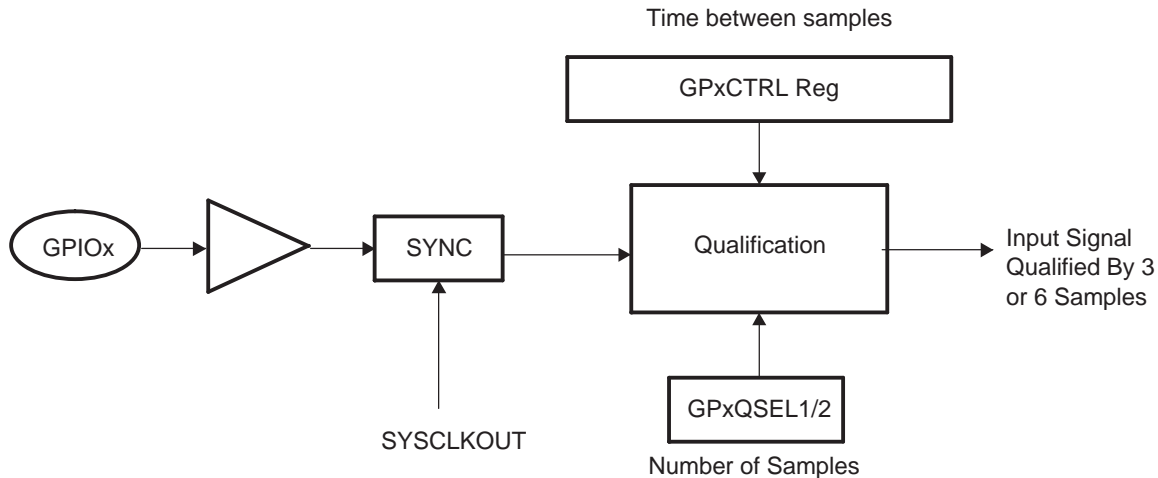 Time between samples
GPxCTRL Reg
GPIOx
SYNC
Qualification
Input Signal
Qualified By 3
or 6 Samples
GPxQSEL1/2
SYSCLKOUT
Number of Samples